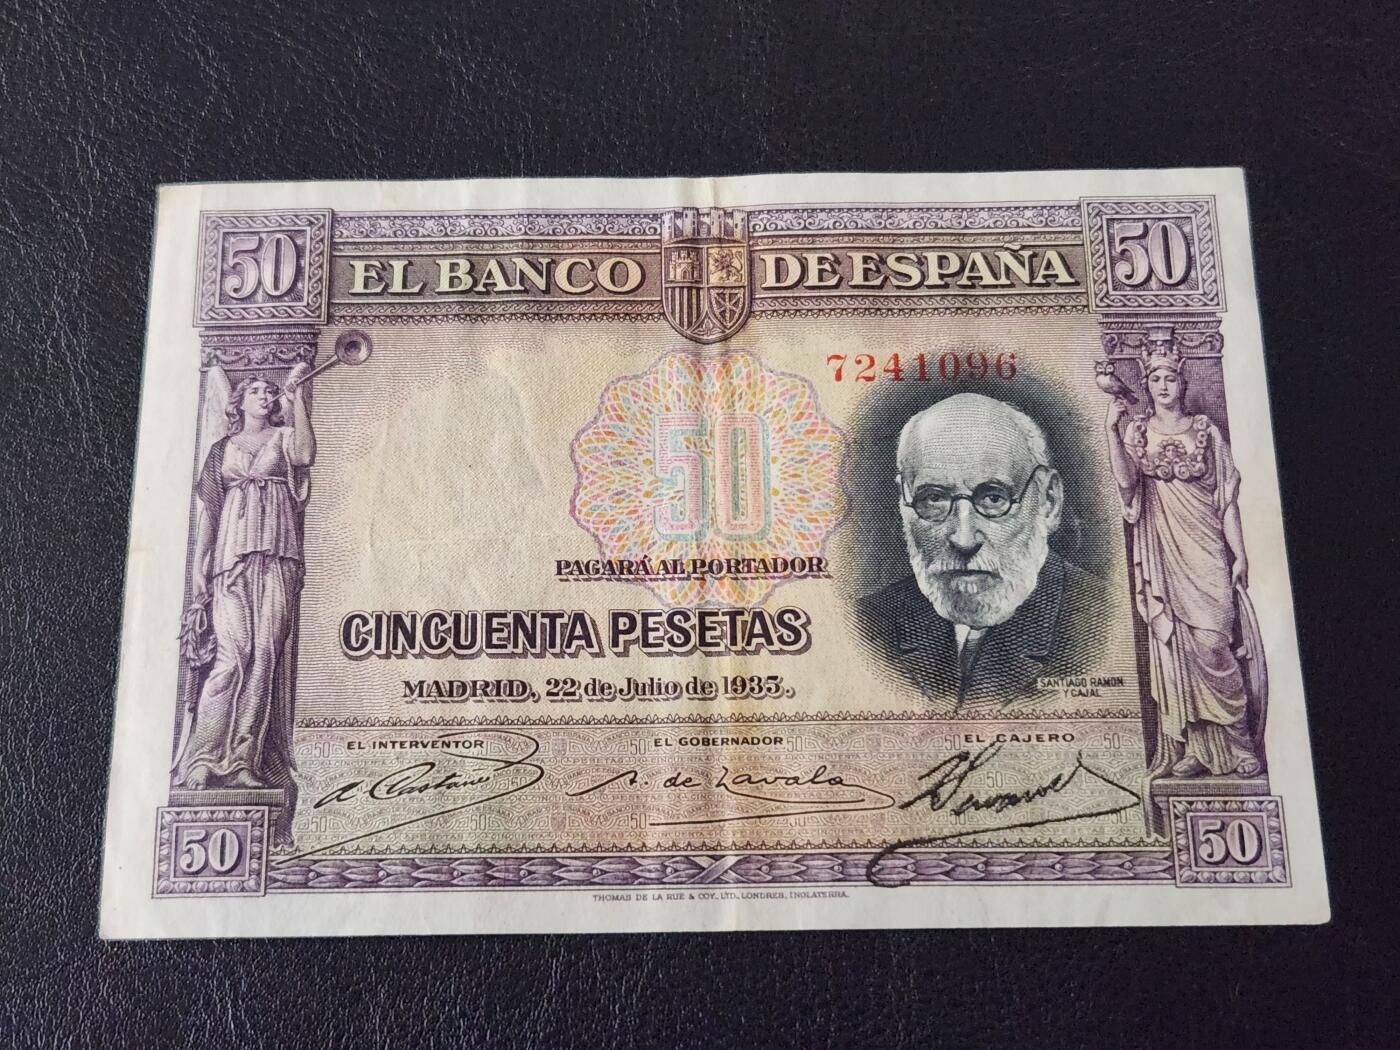 50 EL BANCO DE ESPAÑA 50
7241096
50
PAGARÁ AL PORTADOR
CINCUENTA PESETAS
MADRID, 22 de Julio de 1935.
SANTIAGO RAMON
Y CAJAL
EL INTERVENTOR EL GOBERNADOR EL CAJERO
A. de Zavala
50 50
THOMAS DE LA RUE & COY., LTD., LONDRES, INGLATERRA.